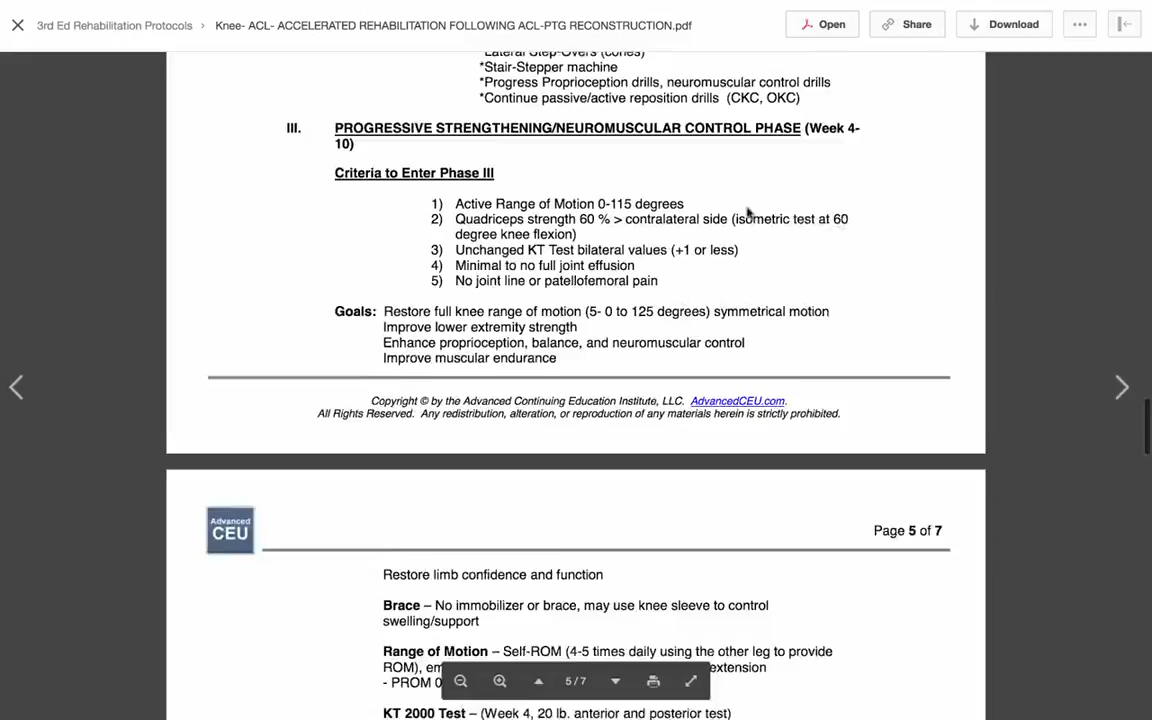 3rd Ed Rehabilitation Protocols › Knee- ACL- ACCELERATED REHABILITATION FOLLOWING ACL-PTG RECONSTRUCTION.pdf
Open
Share
Download
*Lateral Step-Overs (cones)
*Stair-Stepper machine
*Progress Proprioception drills, neuromuscular control drills
*Continue passive/active reposition drills (CKC, OKC)
III. PROGRESSIVE STRENGTHENING/NEUROMUSCULAR CONTROL PHASE (Week 4-
10)
Criteria to Enter Phase III
1) Active Range of Motion 0-115 degrees
2) Quadriceps strength 60 % > contralateral side (isometric test at 60
degree knee flexion)
3) Unchanged KT Test bilateral values (+1 or less)
4) Minimal to no full joint effusion
5) No joint line or patellofemoral pain
Goals: Restore full knee range of motion (5- 0 to 125 degrees) symmetrical motion
Improve lower extremity strength
Enhance proprioception, balance, and neuromuscular control
Improve muscular endurance
Copyright © by the Advanced Continuing Education Institute, LLC. AdvancedCEU.com.
All Rights Reserved. Any redistribution, alteration, or reproduction of any materials herein is strictly prohibited.
Advanced
CEU
Page 5 of 7
Restore limb confidence and function
Brace – No immobilizer or brace, may use knee sleeve to control
swelling/support
Range of Motion – Self-ROM (4-5 times daily using the other leg to provide
ROM), extension
- PROM 0
5 / 7
KT 2000 Test – (Week 4, 20 lb. anterior and posterior test)